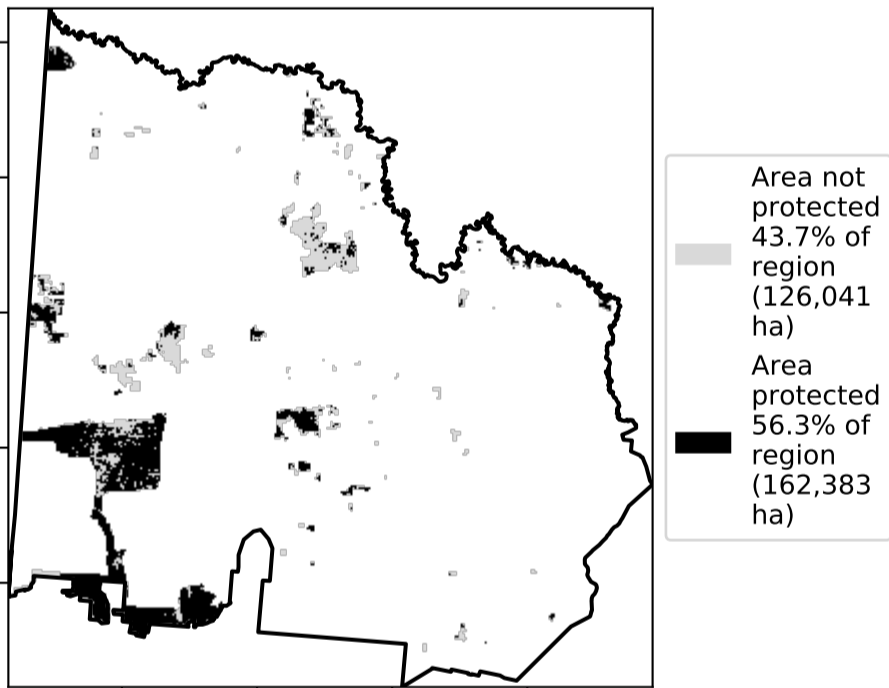 Area not
protected
43.7% of
region
(126,041
ha)
Area
protected
56.3% of
region
(162,383
ha)